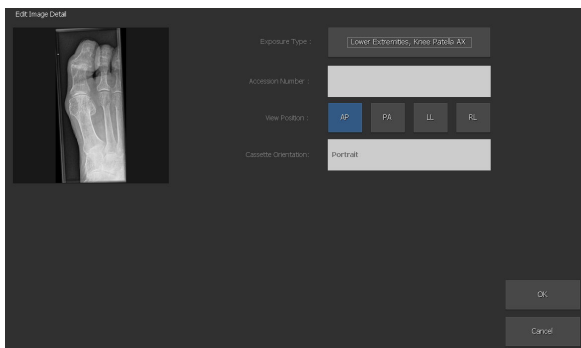 Edit Image Detail
Exposure Type :
Lower Extremities, Knee Patella AX
Accession Number :
View Position :
AP
PA
LL
RL
Cassette Orientation:
Portrait
OK
Cancel